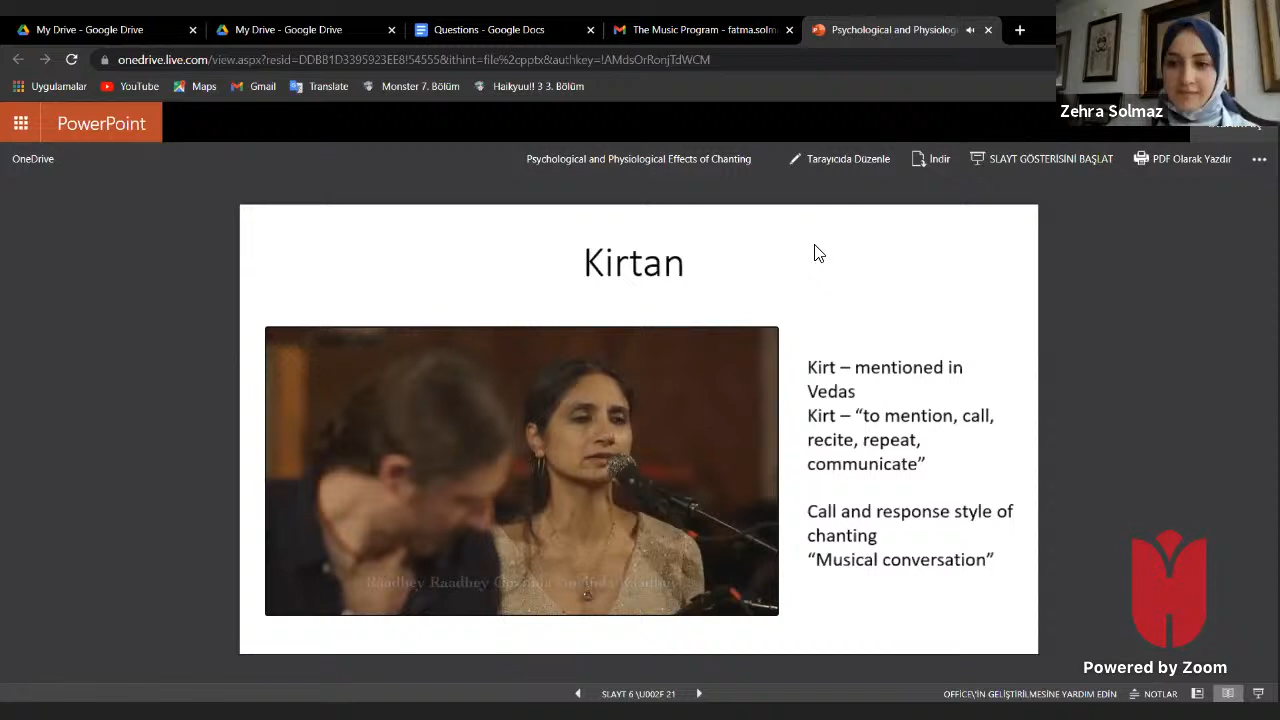 My Drive - Google Drive
My Drive - Google Drive
Questions - Google Docs
The Music Program - fatma.solm
Psychological and Physiolog
onedrive.live.com/view.aspx?resid=DDBB1D3395923EE8!54555&ithint=file%2cpptx&authkey=!AMdsOrRonjTdWCM
Uygulamalar
YouTube
Maps
Gmail
Translate
Monster 7. Bölüm
Haikyuu!! 3 3. Bölüm
Zehra Solmaz
PowerPoint
OneDrive
Psychological and Physiological Effects of Chanting
Tarayıcıda Düzenle
İndir
SLAYT GÖSTERİSİNİ BAŞLAT
PDF Olarak Yazdır
Kirtan
Kirt – mentioned in
Vedas
Kirt – “to mention, call,
recite, repeat,
communicate”
Call and response style of
chanting
“Musical conversation”
Raadhey Raadhey
Powered by Zoom
SLAYT 6 \U002F 21
OFFICE\'İN GELİŞTİRİLMESİNE YARDIM EDİN
NOTLAR